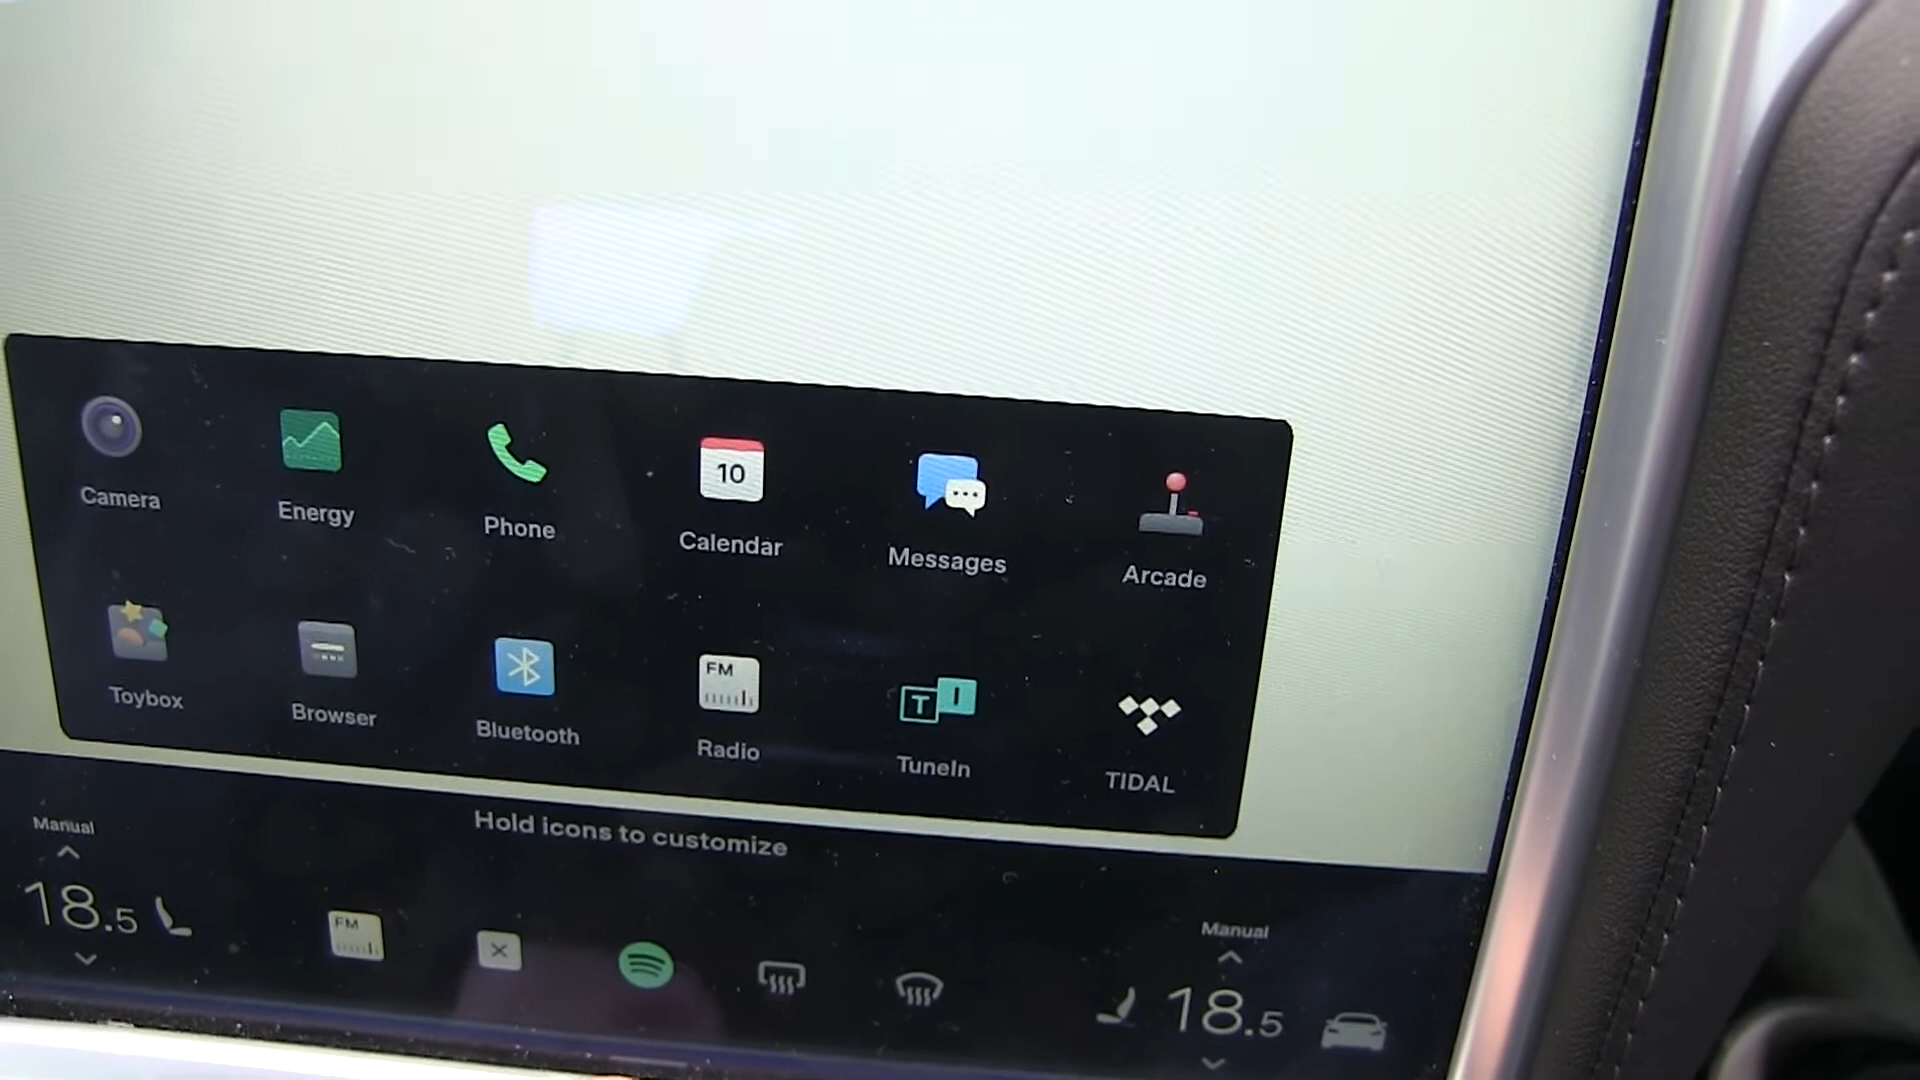 Camera
Energy
Phone
10
Calendar
Messages
Arcade
Toybox
Browser
Bluetooth
FM
Radio
T I
TuneIn
TIDAL
Hold icons to customize
Manual
18.5
FM
Manual
18.5